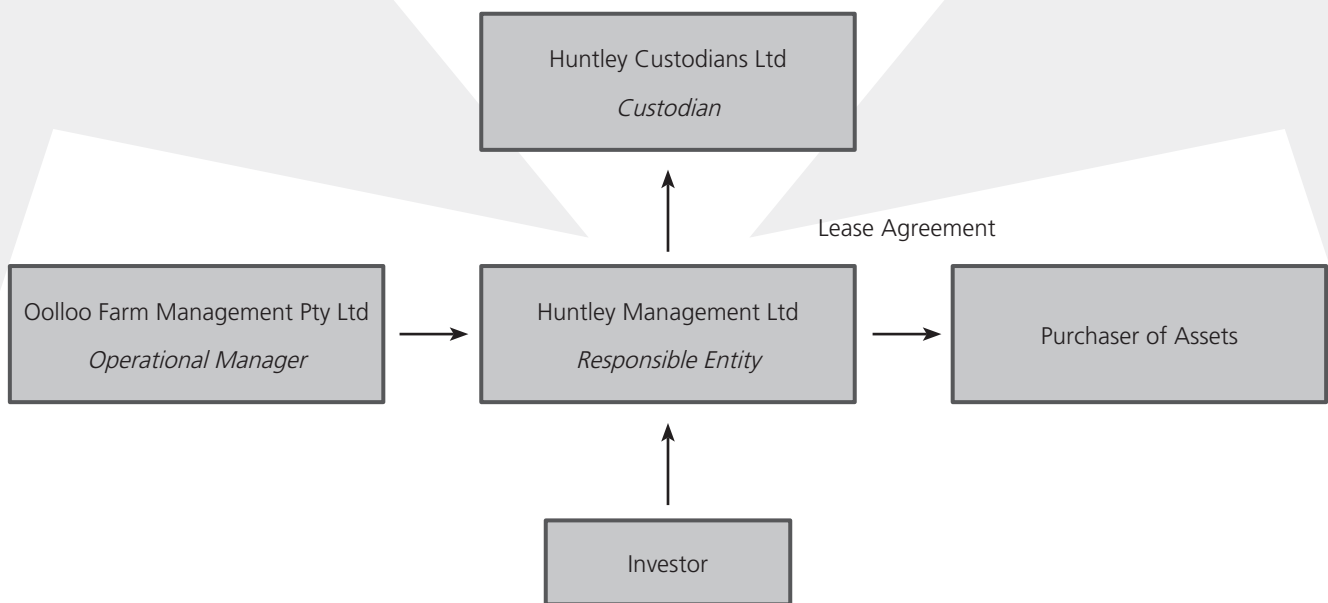 Huntley Custodians Ltd
Custodian
Lease Agreement
Oolloo Farm Management Pty Ltd
Operational Manager
Huntley Management Ltd
Responsible Entity
Purchaser of Assets
Investor